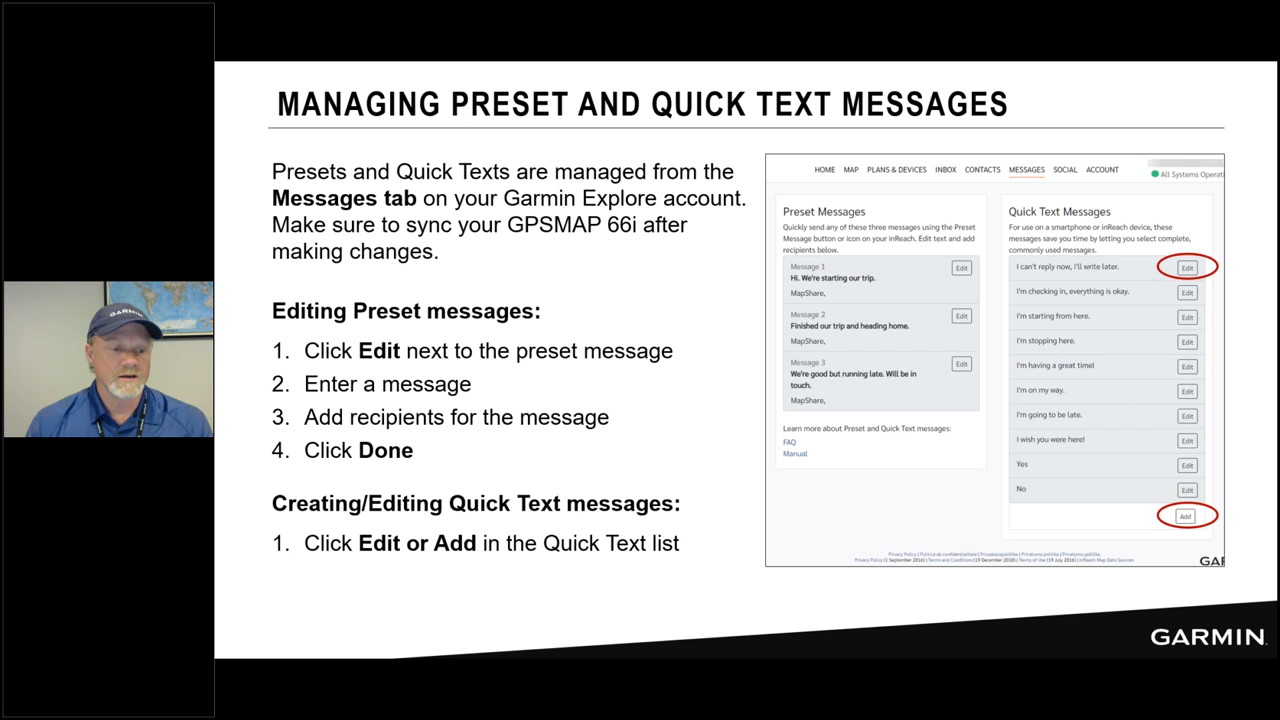 MANAGING PRESET AND QUICK TEXT MESSAGES
Presets and Quick Texts are managed from the
Messages tab on your Garmin Explore account.
Make sure to sync your GPSMAP 66i after
making changes.
Editing Preset messages:
1. Click Edit next to the preset message
2. Enter a message
3. Add recipients for the message
4. Click Done
Creating/Editing Quick Text messages:
1. Click Edit or Add in the Quick Text list
HOME MAP PLANS & DEVICES INBOX CONTACTS MESSAGES SOCIAL ACCOUNT
All Systems Operati
Preset Messages
Quickly send any of these three messages using the Preset
Message button or icon on your inReach. Edit text and add
recipients below.
Message 1 Edit
Hi. We're starting our trip.
MapShare,
Message 2 Edit
Finished our trip and heading home.
MapShare,
Message 3 Edit
We're good but running late. Will be in
touch.
MapShare,
Learn more about Preset and Quick Text messages:
FAQ
Manual
Quick Text Messages
For use on a smartphone or inReach device, these
messages save you time by letting you select complete,
commonly used messages.
I can't reply now, I'll write later. Edit
I'm checking in, everything is okay. Edit
I'm starting from here. Edit
I'm stopping here. Edit
I'm having a great time! Edit
I'm on my way. Edit
I'm going to be late. Edit
I wish you were here! Edit
Yes Edit
No Edit
Add
Privacy Policy | Politică de confidențialitate | Privaatsuspoliitika | Privatumo politika | Privatuma politika
Privacy Policy (1 September 2016) | Terms and Conditions (19 December 2018) | Terms of Use (19 July 2016) | inReach Map Data Sources
GAR
GARMIN
GARMIN